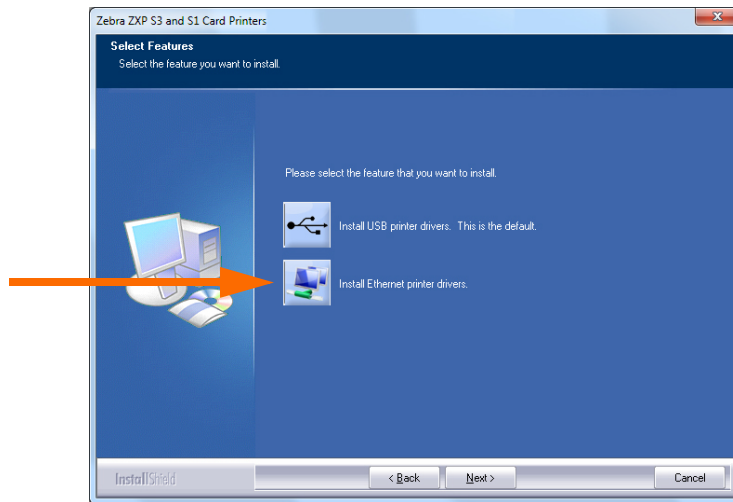 Zebra ZXP S3 and S1 Card Printers
Select Features
Select the feature you want to install.
Please select the feature that you want to install.
Install USB printer drivers. This is the default.
Install Ethernet printer drivers.
InstallShield
< Back
Next >
Cancel